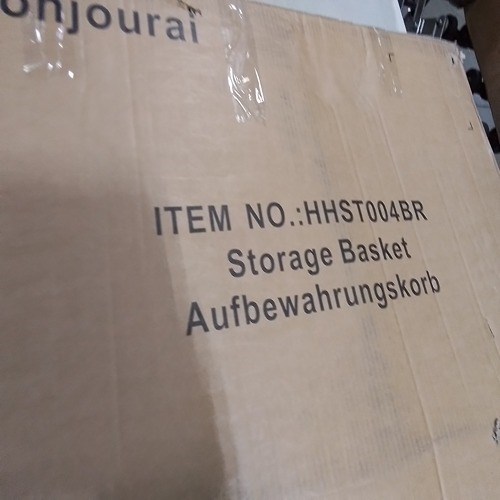 onjourai
ITEM NO.:HHST004BR
Storage Basket
Aufbewahrungskorb